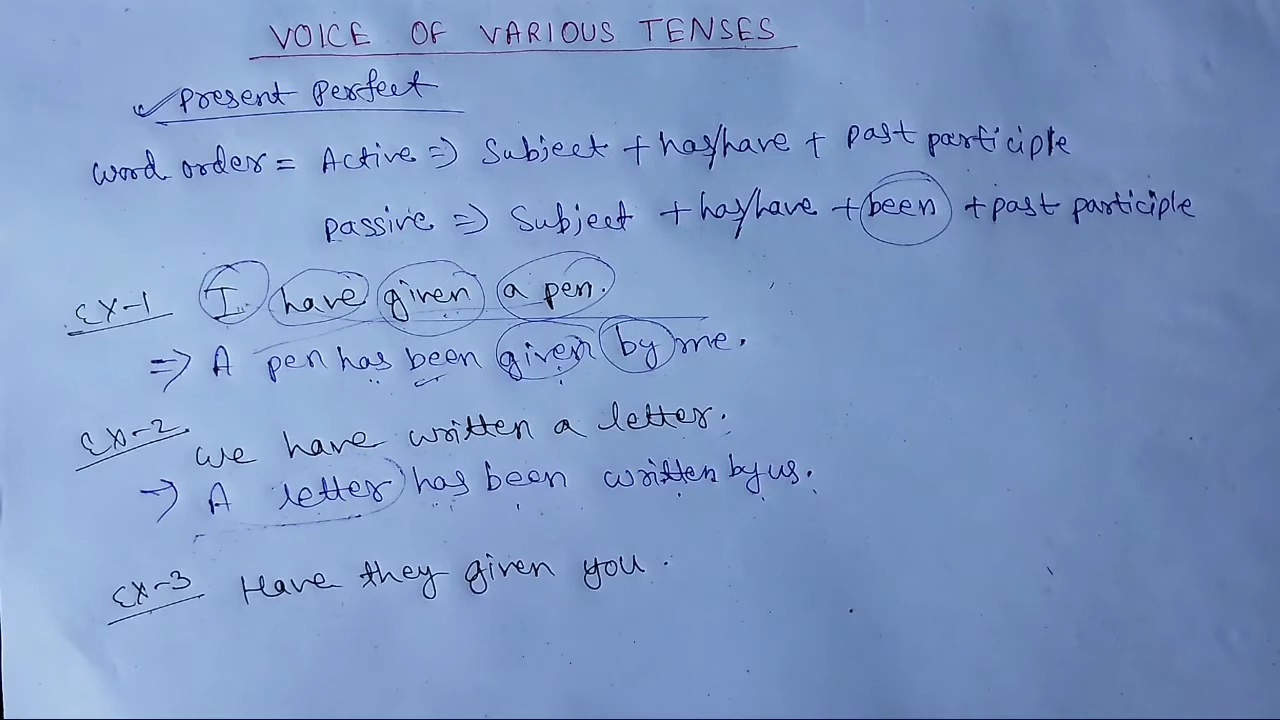 VOICE OF VARIOUS TENSES
✓ Present Perfect
word order = Active => Subject + has/have + Past participle
passive => Subject + has/have + been + past participle
Ex-1 I have given a pen.
=> A pen has been given by me.
Ex-2 we have written a letter.
=> A letter has been written by us.
Ex-3 Have they given you.